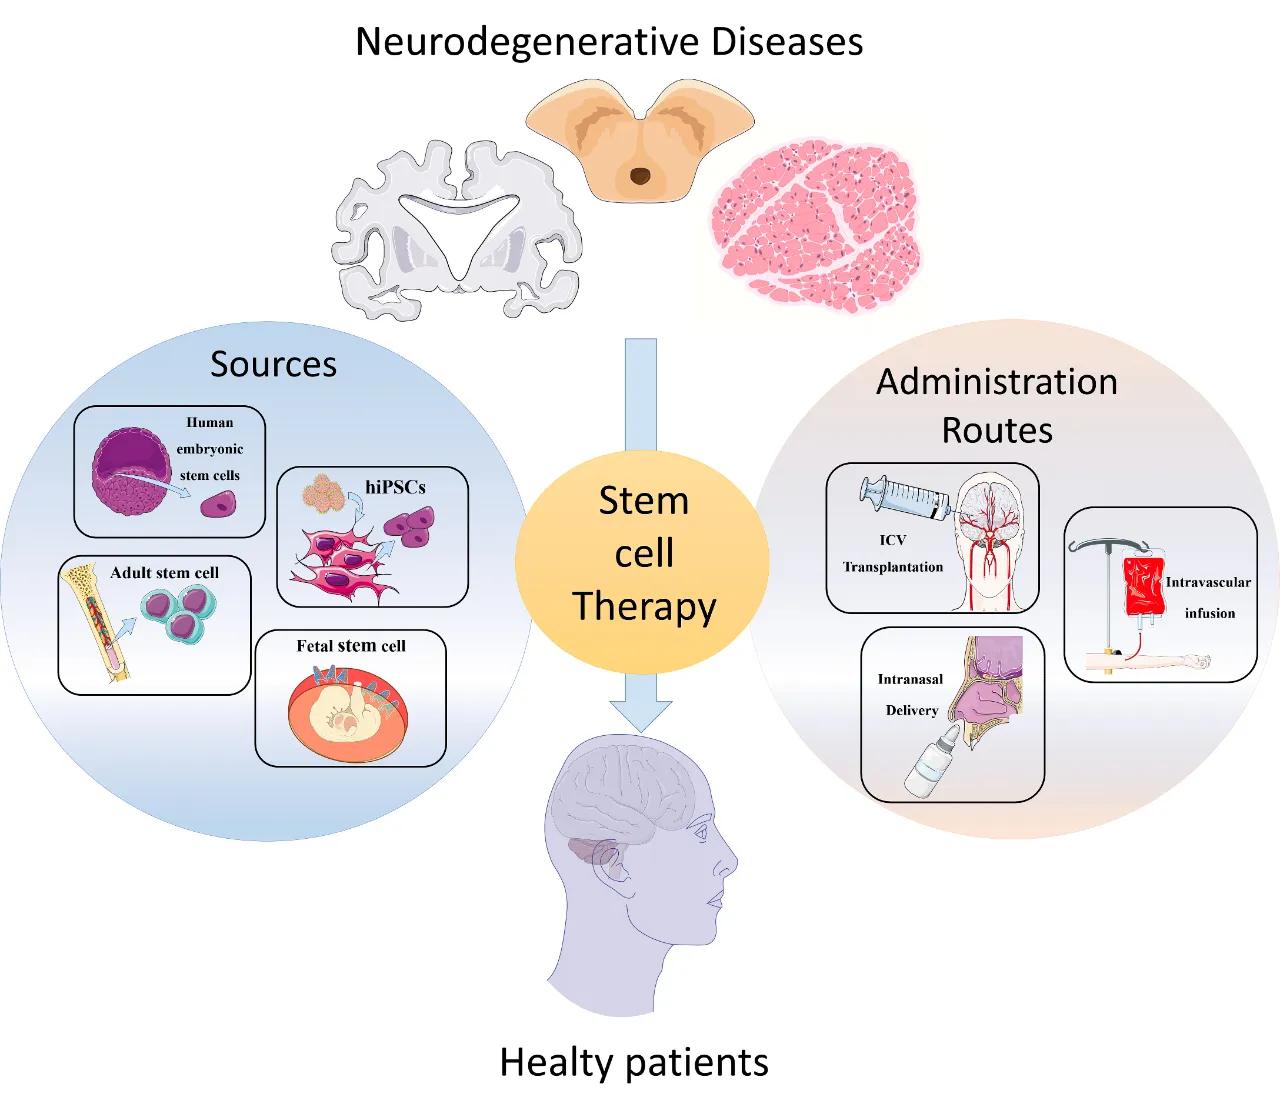 Neurodegenerative Diseases
Sources
Human
embryonic
stem cells
hiPSCs
Adult stem cell
Fetal stem cell
Stem
cell
Therapy
Administration
Routes
ICV
Transplantation
Intravascular
infusion
Intranasal
Delivery
Healty patients